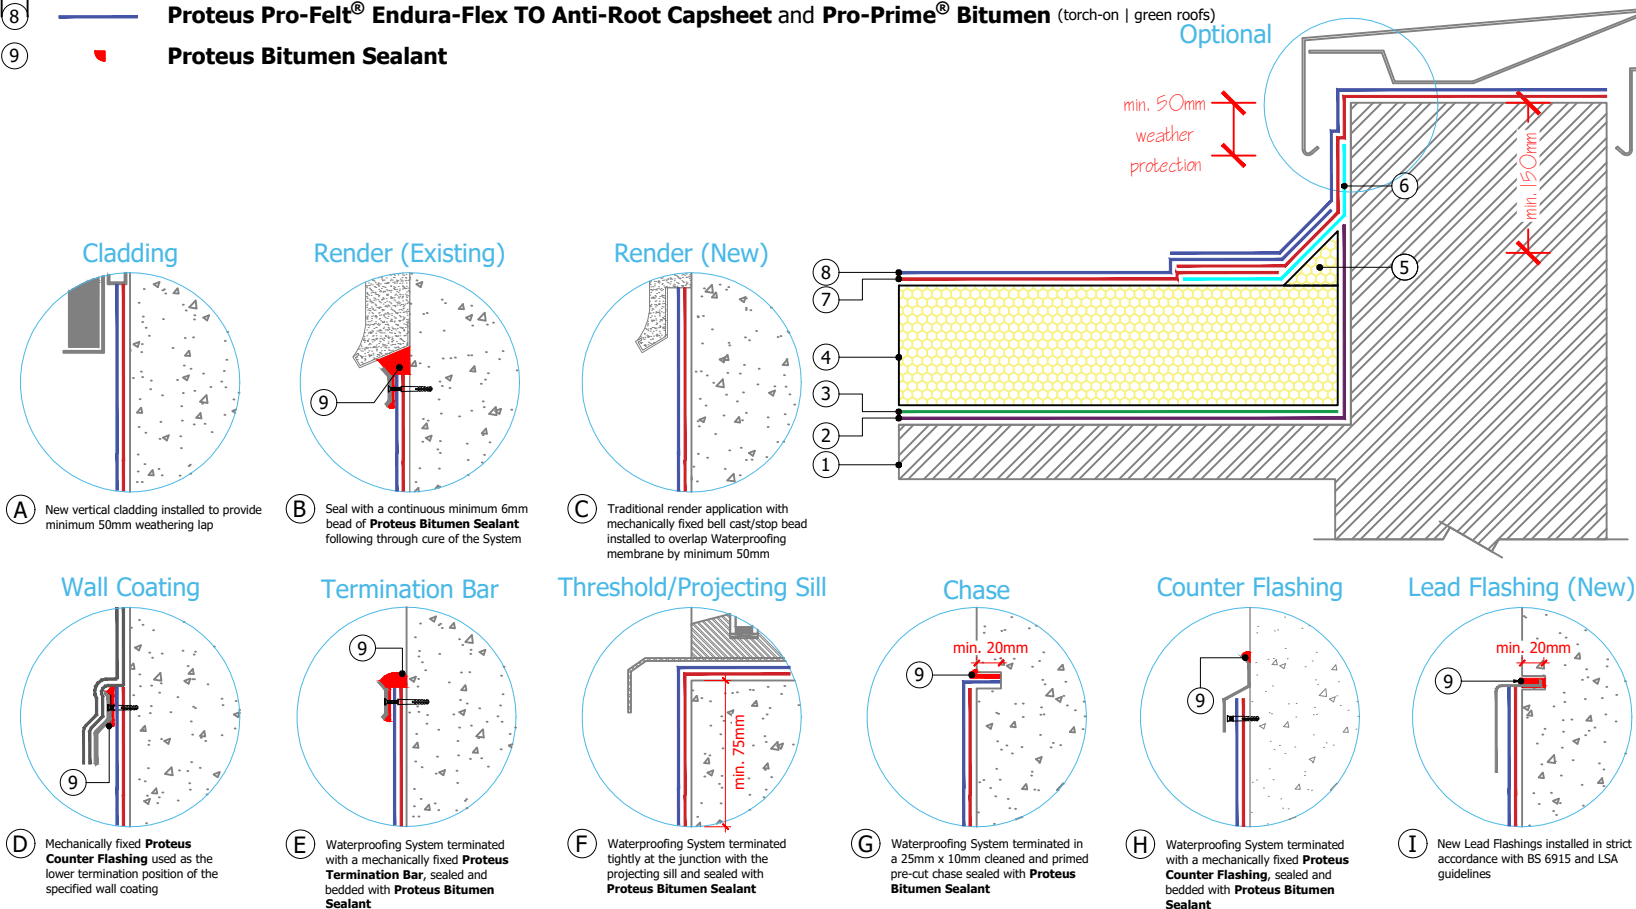 8 Proteus Pro-Felt® Endura-Flex TO Anti-Root Capsheet and Pro-Prime® Bitumen (torch-on | green roofs)
9 Proteus Bitumen Sealant
Optional
min. 50mm
weather
protection
min. 150mm
6
5
8
7
4
3
2
1
Cladding
A New vertical cladding installed to provide
minimum 50mm weathering lap
Render (Existing)
9
B Seal with a continuous minimum 6mm
bead of Proteus Bitumen Sealant
following through cure of the System
Render (New)
C Traditional render application with
mechanically fixed bell cast/stop bead
installed to overlap Waterproofing
membrane by minimum 50mm
Wall Coating
9
D Mechanically fixed Proteus
Counter Flashing used as the
lower termination position of the
specified wall coating
Termination Bar
9
E Waterproofing System terminated
with a mechanically fixed Proteus
Termination Bar, sealed and
bedded with Proteus Bitumen
Sealant
Threshold/Projecting Sill
min. 75mm
F Waterproofing System terminated
tightly at the junction with the
projecting sill and sealed with
Proteus Bitumen Sealant
Chase
min. 20mm
9
G Waterproofing System terminated in
a 25mm x 10mm cleaned and primed
pre-cut chase sealed with Proteus
Bitumen Sealant
Counter Flashing
9
9
H Waterproofing System terminated
with a mechanically fixed Proteus
Counter Flashing, sealed and
bedded with Proteus Bitumen
Sealant
Lead Flashing (New)
min. 20mm
9
I New Lead Flashings installed in strict
accordance with BS 6915 and LSA
guidelines